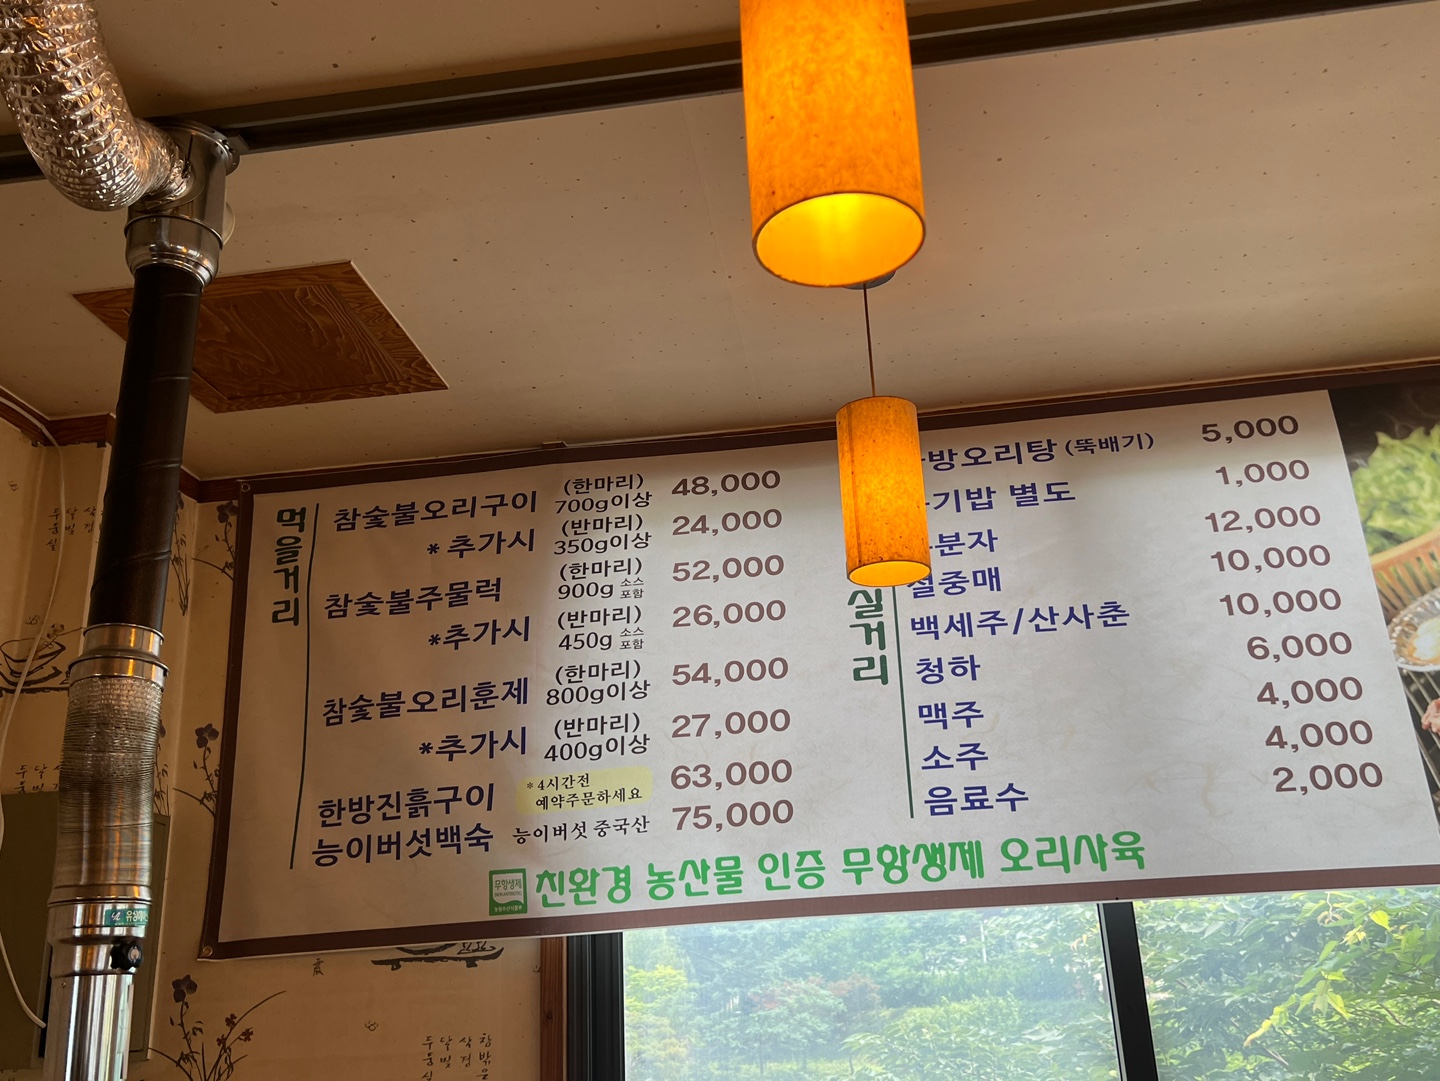 먹을거리
참숯불오리구이 (한마리) 700g이상 48,000
*추가시 (반마리) 350g이상 24,000
참숯불주물럭 (한마리) 900g 소스포함 52,000
*추가시 (반마리) 450g 소스포함 26,000
참숯불오리훈제 (한마리) 800g이상 54,000
*추가시 (반마리) 400g이상 27,000
한방진흙구이 *4시간전 예약주문하세요 63,000
능이버섯백숙 능이버섯 중국산 75,000
방오리탕 (뚝배기) 5,000
기밥 별도 1,000
실거리
분자 12,000
설중매 10,000
백세주/산사춘 10,000
청하 6,000
맥주 4,000
소주 4,000
음료수 2,000
무항생제
친환경 농산물 인증 무항생제 오리사육